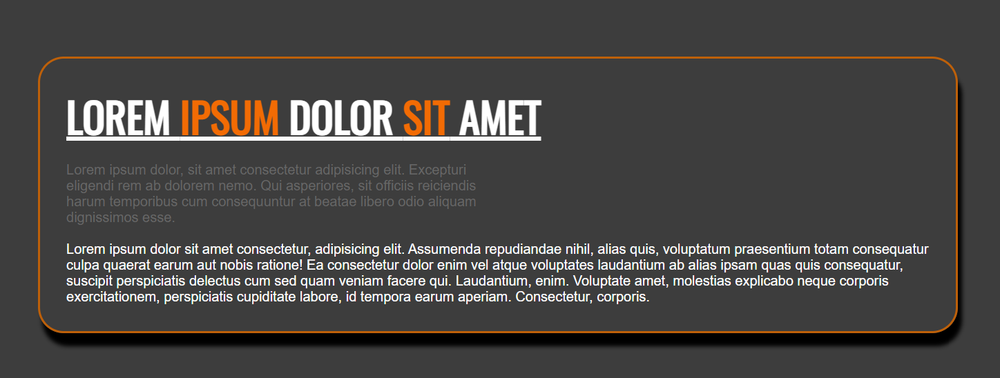 LOREM IPSUM DOLOR SIT AMET
Lorem ipsum dolor, sit amet consectetur adipisicing elit. Excepturi
eligendi rem ab dolorem nemo. Qui asperiores, sit officiis reiciendis
harum temporibus cum consequuntur at beatae libero odio aliquam
dignissimos esse.
Lorem ipsum dolor sit amet consectetur, adipisicing elit. Assumenda repudiandae nihil, alias quis, voluptatum praesentium totam consequatur
culpa quaerat earum aut nobis ratione! Ea consectetur dolor enim vel atque voluptates laudantium ab alias ipsam quas quis consequatur,
suscipit perspiciatis delectus cum sed quam veniam facere qui. Laudantium, enim. Voluptate amet, molestias explicabo neque corporis
exercitationem, perspiciatis cupiditate labore, id tempora earum aperiam. Consectetur, corporis.